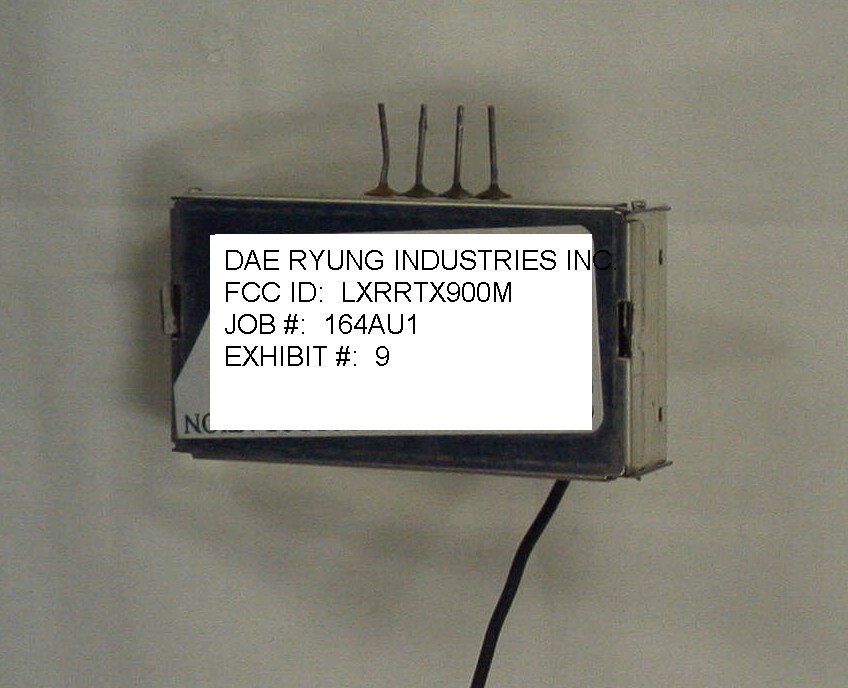 DAE RYUNG INDUSTRIES INC.
FCC ID: LXRRTX900M
JOB #: 164AU1
EXHIBIT #: 9